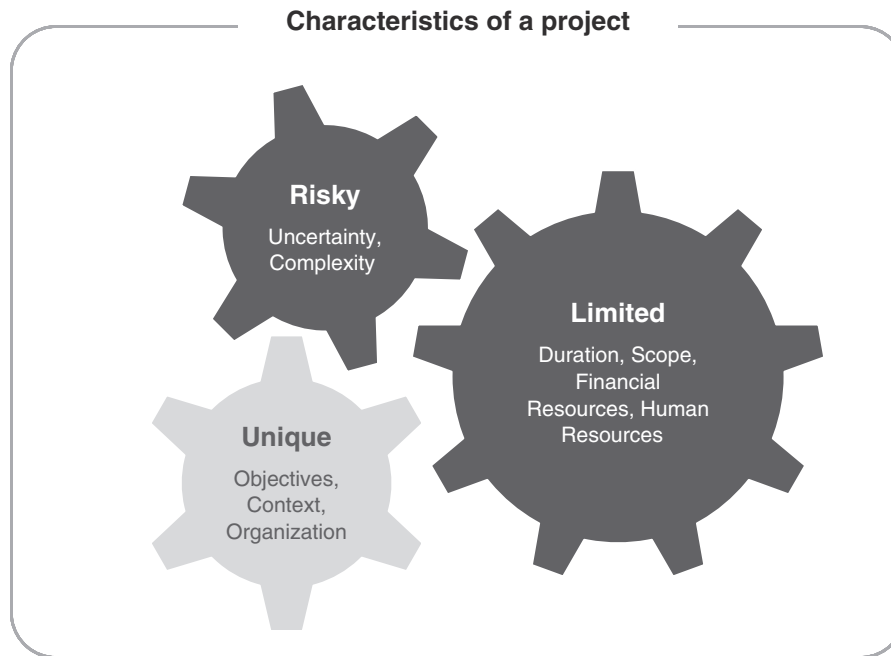 Characteristics of a project
Risky
Uncertainty,
Complexity
Limited
Duration, Scope,
Financial
Resources, Human
Resources
Unique
Objectives,
Context,
Organization